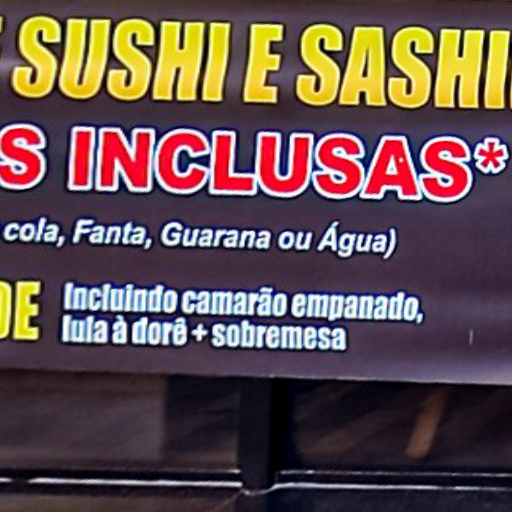 SUSHI E SASHI
S INCLUSAS*
cola, Fanta, Guarana ou Água)
DE Incluindo camarão empanado,
lula à dorê + sobremesa